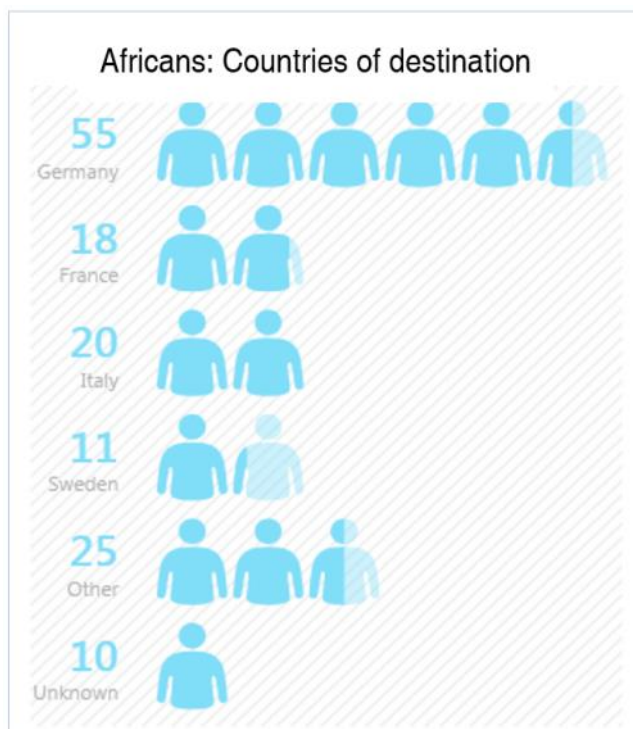 Africans: Countries of destination
55
Germany
18
France
20
Italy
11
Sweden
25
Other
10
Unknown